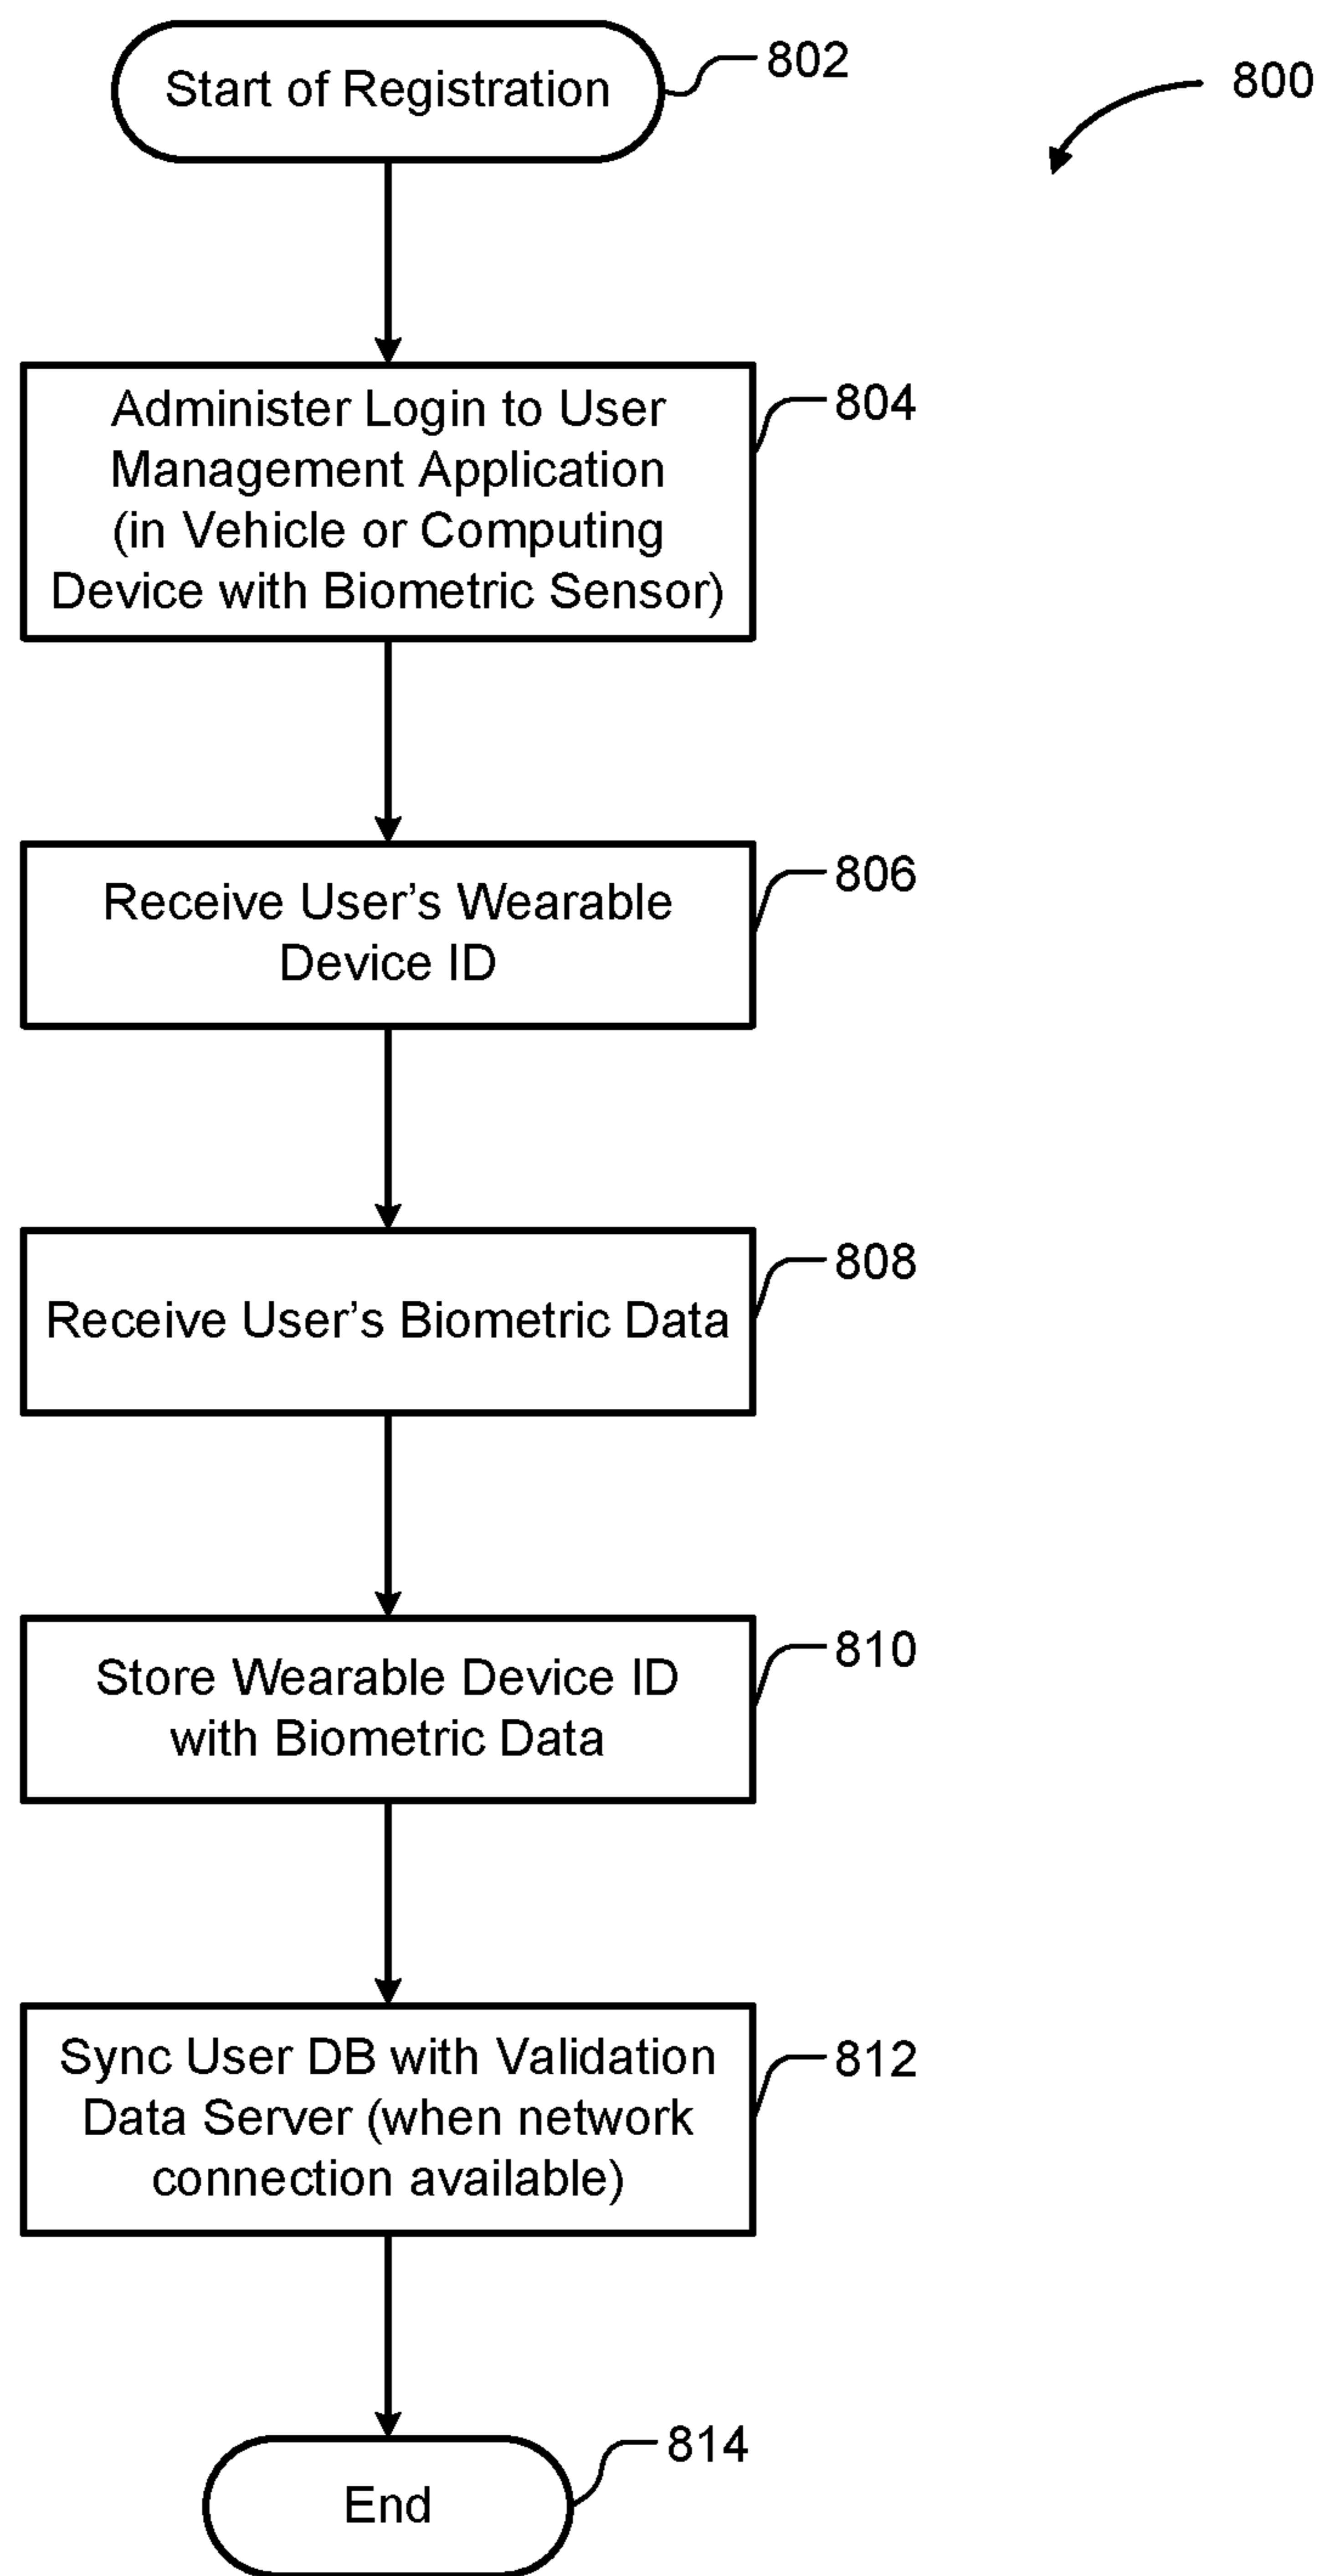 Start of Registration
802
800
Administer Login to User
Management Application
(in Vehicle or Computing
Device with Biometric Sensor)
804
Receive User’s Wearable
Device ID
806
Receive User’s Biometric Data
808
Store Wearable Device ID
with Biometric Data
810
Sync User DB with Validation
Data Server (when network
connection available)
812
End
814